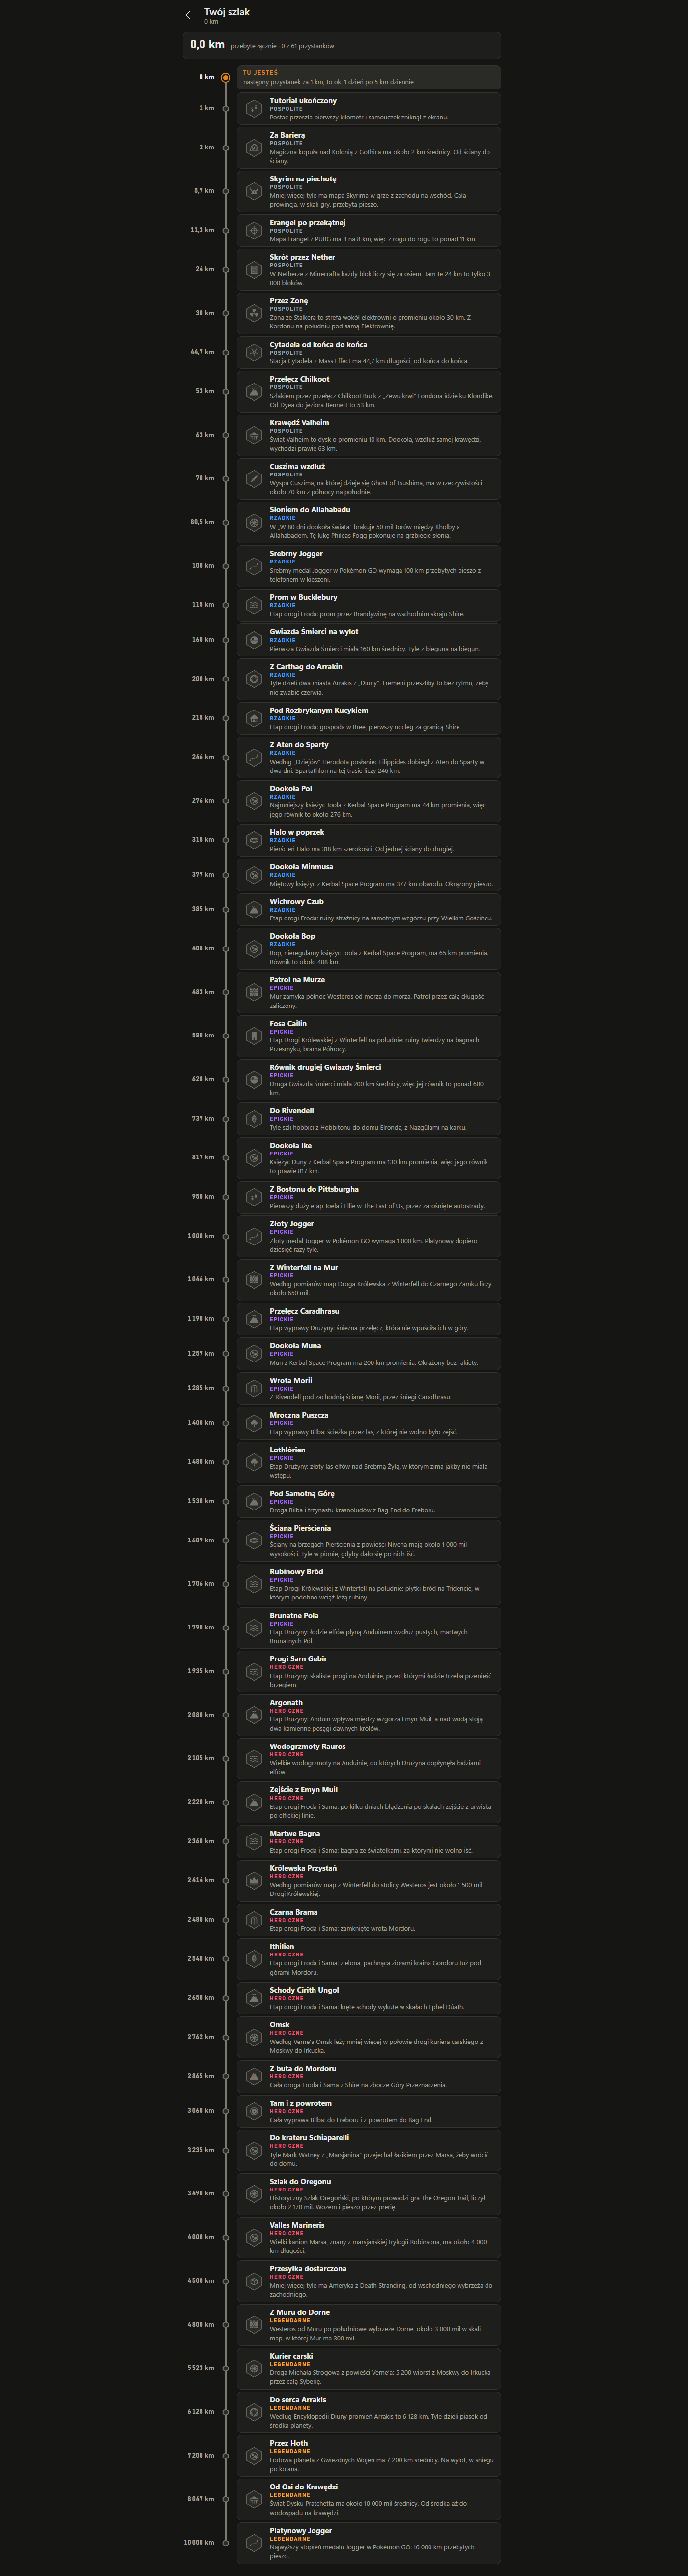 Twój szlak
0 km
0,0 km przebyte łącznie · 0 z 61 przystanków
0 km
TU JESTEŚ
następny przystanek za 1 km, to ok. 1 dzień po 5 km dziennie
1 km
Tutorial ukończony
POSPOLITE
Postać przeszła pierwszy kilometr i samouczek zniknął z ekranu.
2 km
Za Barierą
POSPOLITE
Magiczna kopuła nad Kolonią z Gothica ma około 2 km średnicy. Od ściany do
ściany.
5,7 km
Skyrim na piechotę
POSPOLITE
Mniej więcej tyle ma mapa Skyrima w grze z zachodu na wschód. Cała
prowincja, w skali gry, przebyta pieszo.
11,3 km
Erangel po przekątnej
POSPOLITE
Mapa Erangel z PUBG ma 8 na 8 km, więc z rogu do rogu to ponad 11 km.
24 km
Skrót przez Nether
POSPOLITE
W Netherze z Minecrafta każdy blok liczy się za osiem. Tam te 24 km to tylko 3
000 bloków.
30 km
Przez Zonę
POSPOLITE
Zona ze Stalkera to strefa wokół elektrowni o promieniu około 30 km. Z
Kordonu na południu pod samą Elektrownię.
44,7 km
Cytadela od końca do końca
POSPOLITE
Stacja Cytadela z Mass Effect ma 44,7 km długości, od końca do końca.
53 km
Przełęcz Chilkoot
POSPOLITE
Szlakiem przez przełęcz Chilkoot Buck z „Zewu krwi" Londona idzie ku Klondike.
Od Dyea do jeziora Bennett to 53 km.
63 km
Krawędź Valheim
POSPOLITE
Świat Valheim to dysk o promieniu 10 km. Dookoła, wzdłuż samej krawędzi,
wychodzi prawie 63 km.
70 km
Cuszima wzdłuż
POSPOLITE
Wyspa Cuszima, na której dzieje się Ghost of Tsushima, ma w rzeczywistości
około 70 km z północy na południe.
80,5 km
Słoniem do Allahabadu
RZADKIE
W „W 80 dni dookoła świata" brakuje 50 mil torów między Kholby a
Allahabadem. Tę lukę Phileas Fogg pokonuje na grzbiecie słonia.
100 km
Srebrny Jogger
RZADKIE
Srebrny medal Jogger w Pokémon GO wymaga 100 km przebytych pieszo z
telefonem w kieszeni.
115 km
Prom w Bucklebury
RZADKIE
Etap drogi Froda: prom przez Brandywinę na wschodnim skraju Shire.
160 km
Gwiazda Śmierci na wylot
RZADKIE
Pierwsza Gwiazda Śmierci miała 160 km średnicy. Tyle z bieguna na biegun.
200 km
Z Carthag do Arrakin
RZADKIE
Tyle dzieli dwa miasta Arrakis z „Diuny". Fremeni przeszliby to bez rytmu, żeby
nie zwabić czerwia.
215 km
Pod Rozbrykanym Kucykiem
RZADKIE
Etap drogi Froda: gospoda w Bree, pierwszy nocleg za granicą Shire.
246 km
Z Aten do Sparty
RZADKIE
Według „Dziejów" Herodota posłaniec Filippides dobiegł z Aten do Sparty w
dwa dni. Spartathlon na tej trasie liczy 246 km.
276 km
Dookoła Pol
RZADKIE
Najmniejszy księżyc Joola z Kerbal Space Program ma 44 km promienia, więc
jego równik to około 276 km.
318 km
Halo w poprzek
RZADKIE
Pierścień Halo ma 318 km szerokości. Od jednej ściany do drugiej.
377 km
Dookoła Minmusa
RZADKIE
Miętowy księżyc z Kerbal Space Program ma 377 km obwodu. Okrążony pieszo.
385 km
Wichrowy Czub
RZADKIE
Etap drogi Froda: ruiny strażnicy na samotnym wzgórzu przy Wielkim Gościńcu.
408 km
Dookoła Bop
RZADKIE
Bop, nieregularny księżyc Joola z Kerbal Space Program, ma 65 km promienia.
Równik to około 408 km.
483 km
Patrol na Murze
EPICKIE
Mur zamyka północ Westeros od morza do morza. Patrol przez całą długość
zaliczony.
580 km
Fosa Cailin
EPICKIE
Etap Drogi Królewskiej z Winterfell na południe: ruiny twierdzy na bagnach
Przesmyku, brama Północy.
628 km
Równik drugiej Gwiazdy Śmierci
EPICKIE
Druga Gwiazda Śmierci miała 200 km średnicy, więc jej równik to ponad 600
km.
737 km
Do Rivendell
EPICKIE
Tyle szli hobbici z Hobbitonu do domu Elronda, z Nazgûlami na karku.
817 km
Dookoła Ike
EPICKIE
Księżyc Duny z Kerbal Space Program ma 130 km promienia, więc jego równik
to prawie 817 km.
950 km
Z Bostonu do Pittsburgha
EPICKIE
Pierwszy duży etap Joela i Ellie w The Last of Us, przez zarośnięte autostrady.
1 000 km
Złoty Jogger
EPICKIE
Złoty medal Jogger w Pokémon GO wymaga 1 000 km. Platynowy dopiero
dziesięć razy tyle.
1 046 km
Z Winterfell na Mur
EPICKIE
Według pomiarów map Droga Królewska z Winterfell do Czarnego Zamku liczy
około 650 mil.
1 190 km
Przełęcz Caradhrasu
EPICKIE
Etap wyprawy Drużyny: śnieżna przełęcz, która nie wpuściła ich w góry.
1 257 km
Dookoła Muna
EPICKIE
Mun z Kerbal Space Program ma 200 km promienia. Okrążony bez rakiety.
1 285 km
Wrota Morii
EPICKIE
Z Rivendell pod zachodnią ścianę Morii, przez śniegi Caradhrasu.
1 400 km
Mroczna Puszcza
EPICKIE
Etap wyprawy Bilba: ścieżka przez las, z której nie wolno było zejść.
1 480 km
Lothlórien
EPICKIE
Etap Drużyny: złoty las elfów nad Srebrną Żyłą, w którym zima jakby nie miała
wstępu.
1 530 km
Pod Samotną Górę
EPICKIE
Droga Bilba i trzynastu krasnoludów z Bag End do Ereboru.
1 609 km
Ściana Pierścienia
EPICKIE
Ściany na brzegach Pierścienia z powieści Nivena mają około 1 000 mil
wysokości. Tyle w pionie, gdyby dało się po nich iść.
1 706 km
Rubinowy Bród
EPICKIE
Etap Drogi Królewskiej z Winterfell na południe: płytki bród na Tridencie, w
którym podobno wciąż leżą rubiny.
1 790 km
Brunatne Pola
EPICKIE
Etap Drużyny: łodzie elfów płyną Anduinem wzdłuż pustych, martwych
Brunatnych Pól.
1 935 km
Progi Sarn Gebir
HEROICZNE
Etap Drużyny: skaliste progi na Anduinie, przed którymi łodzie trzeba przenieść
brzegiem.
2 080 km
Argonath
HEROICZNE
Etap Drużyny: Anduin wpływa między wzgórza Emyn Muil, a nad wodą stoją
dwa kamienne posągi dawnych królów.
2 105 km
Wodogrzmoty Rauros
HEROICZNE
Wielkie wodogrzmoty na Anduinie, do których Drużyna dopłynęła łodziami
elfów.
2 220 km
Zejście z Emyn Muil
HEROICZNE
Etap drogi Froda i Sama: po kilku dniach błądzenia po skałach zejście z urwiska
po elfickiej linie.
2 360 km
Martwe Bagna
HEROICZNE
Etap drogi Froda i Sama: bagna ze światełkami, za którymi nie wolno iść.
2 414 km
Królewska Przystań
HEROICZNE
Według pomiarów map z Winterfell do stolicy Westeros jest około 1 500 mil
Drogi Królewskiej.
2 480 km
Czarna Brama
HEROICZNE
Etap drogi Froda i Sama: zamknięte wrota Mordoru.
2 540 km
Ithilien
HEROICZNE
Etap drogi Froda i Sama: zielona, pachnąca ziołami kraina Gondoru tuż pod
górami Mordoru.
2 650 km
Schody Cirith Ungol
HEROICZNE
Etap drogi Froda i Sama: kręte schody wykute w skałach Ephel Dúath.
2 762 km
Omsk
HEROICZNE
Według Verne'a Omsk leży mniej więcej w połowie drogi kuriera carskiego z
Moskwy do Irkucka.
2 865 km
Z buta do Mordoru
HEROICZNE
Cała droga Froda i Sama z Shire na zbocze Góry Przeznaczenia.
3 060 km
Tam i z powrotem
HEROICZNE
Cała wyprawa Bilba: do Ereboru i z powrotem do Bag End.
3 235 km
Do krateru Schiaparelli
HEROICZNE
Tyle Mark Watney z „Marsjanina" przejechał łazikiem przez Marsa, żeby wrócić
do domu.
3 490 km
Szlak do Oregonu
HEROICZNE
Historyczny Szlak Oregoński, po którym prowadzi gra The Oregon Trail, liczył
około 2 170 mil. Wozem i pieszo przez prerię.
4 000 km
Valles Marineris
HEROICZNE
Wielki kanion Marsa, znany z marsjańskiej trylogii Robinsona, ma około 4 000
km długości.
4 500 km
Przesyłka dostarczona
HEROICZNE
Mniej więcej tyle ma Ameryka z Death Stranding, od wschodniego wybrzeża do
zachodniego.
4 800 km
Z Muru do Dorne
LEGENDARNE
Westeros od Muru po południowe wybrzeże Dorne, około 3 000 mil w skali
map, w której Mur ma 300 mil.
5 523 km
Kurier carski
LEGENDARNE
Droga Michała Strogowa z powieści Verne'a: 5 200 wiorst z Moskwy do Irkucka
przez całą Syberię.
6 128 km
Do serca Arrakis
LEGENDARNE
Według Encyklopedii Diuny promień Arrakis to 6 128 km. Tyle dzieli piasek od
środka planety.
7 200 km
Przez Hoth
LEGENDARNE
Lodowa planeta z Gwiezdnych Wojen ma 7 200 km średnicy. Na wylot, w śniegu
po kolana.
8 047 km
Od Osi do Krawędzi
LEGENDARNE
Świat Dysku Pratchetta ma około 10 000 mil średnicy. Od środka aż do
wodospadu na krawędzi.
10 000 km
Platynowy Jogger
LEGENDARNE
Najwyższy stopień medalu Jogger w Pokémon GO: 10 000 km przebytych
pieszo.